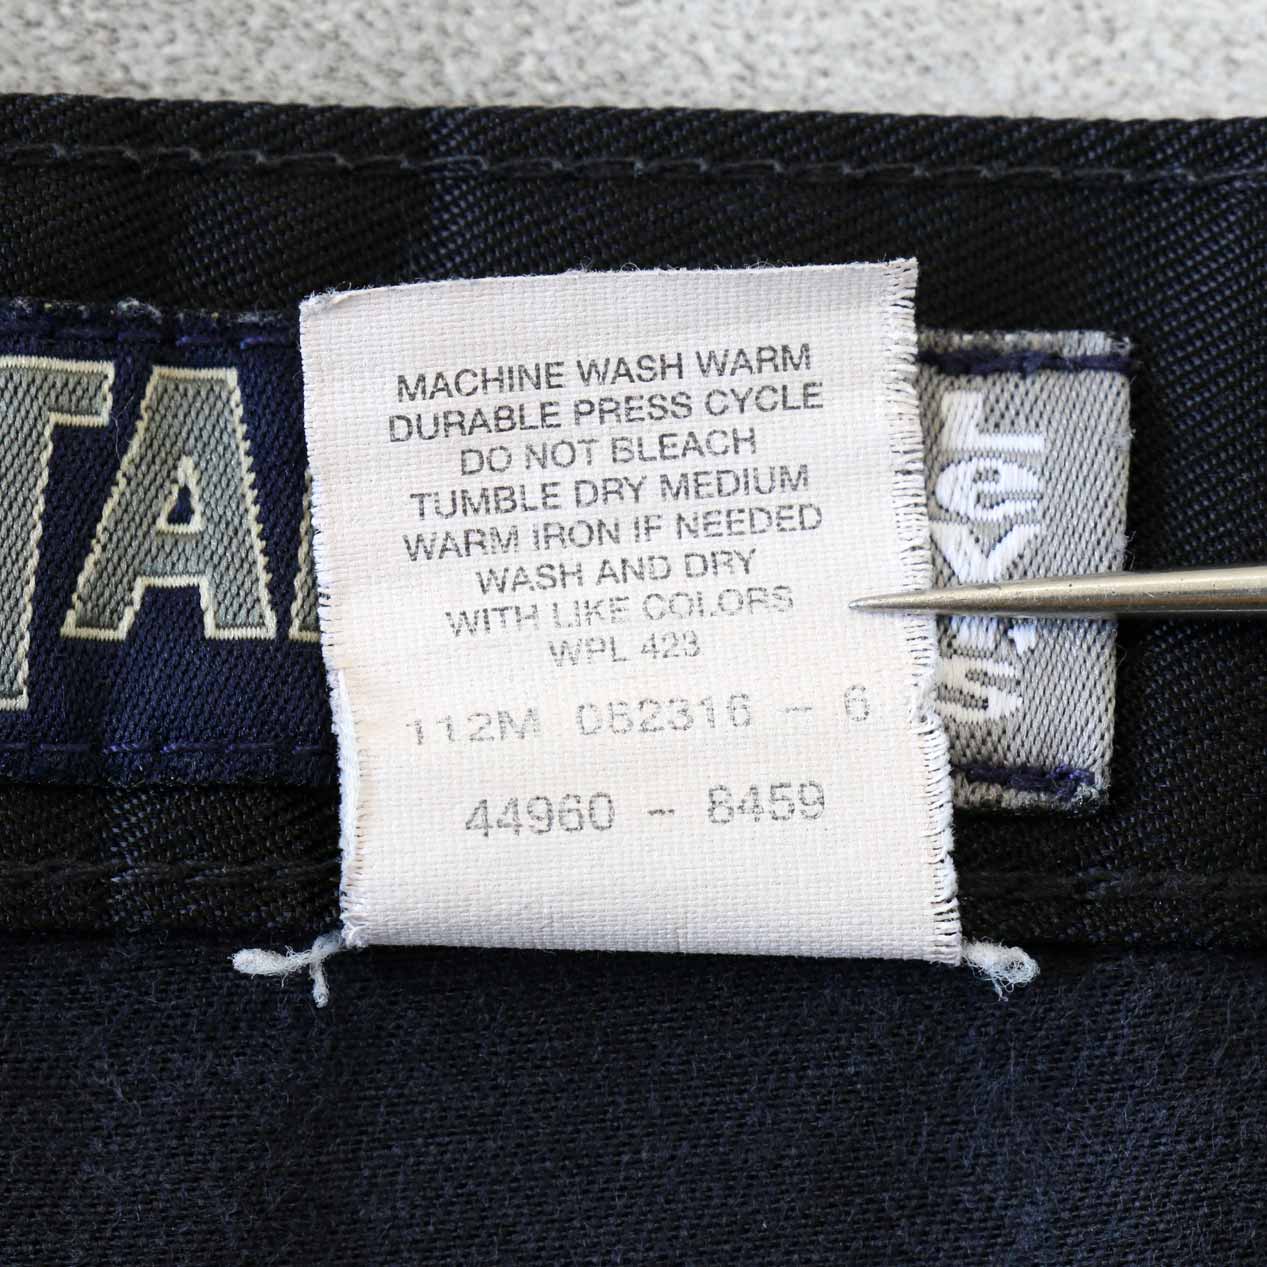 MACHINE WASH WARM
DURABLE PRESS CYCLE
DO NOT BLEACH
TUMBLE DRY MEDIUM
WARM IRON IF NEEDED
WASH AND DRY
WITH LIKE COLORS
WPL 423
112M 062316 - 6
44960 - 8459
TA